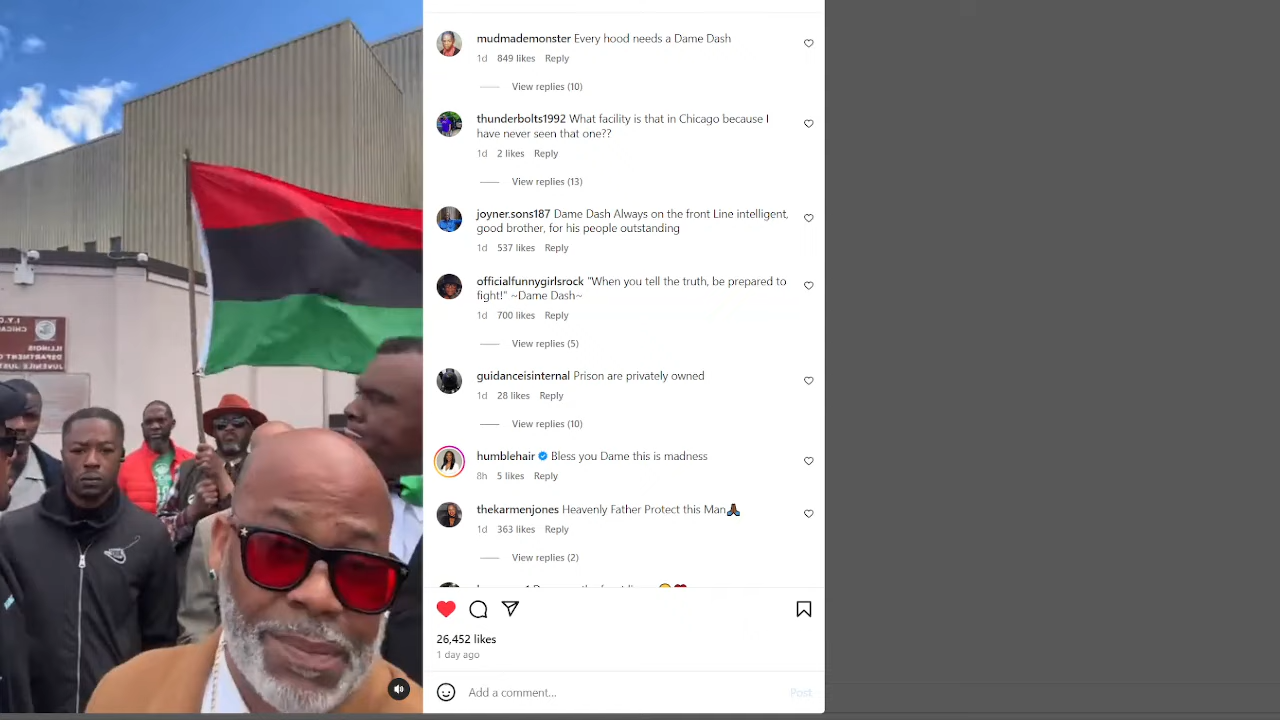 I.Y.C.
CHICAGO
ILLINOIS
DEPARTMENT O
JUVENILE JUST
mudmademonster Every hood needs a Dame Dash
1d 849 likes Reply
View replies (10)
thunderbolts1992 What facility is that in Chicago because I
have never seen that one??
1d 2 likes Reply
View replies (13)
joyner.sons187 Dame Dash Always on the front Line intelligent,
good brother, for his people outstanding
1d 537 likes Reply
officialfunnygirlsrock "When you tell the truth, be prepared to
fight!" ~Dame Dash~
1d 700 likes Reply
View replies (5)
guidanceisinternal Prison are privately owned
1d 28 likes Reply
View replies (10)
humblehair Bless you Dame this is madness
8h 5 likes Reply
thekarmenjones Heavenly Father Protect this Man🙏🏾
1d 363 likes Reply
View replies (2)
26,452 likes
1 day ago
Add a comment...
Post